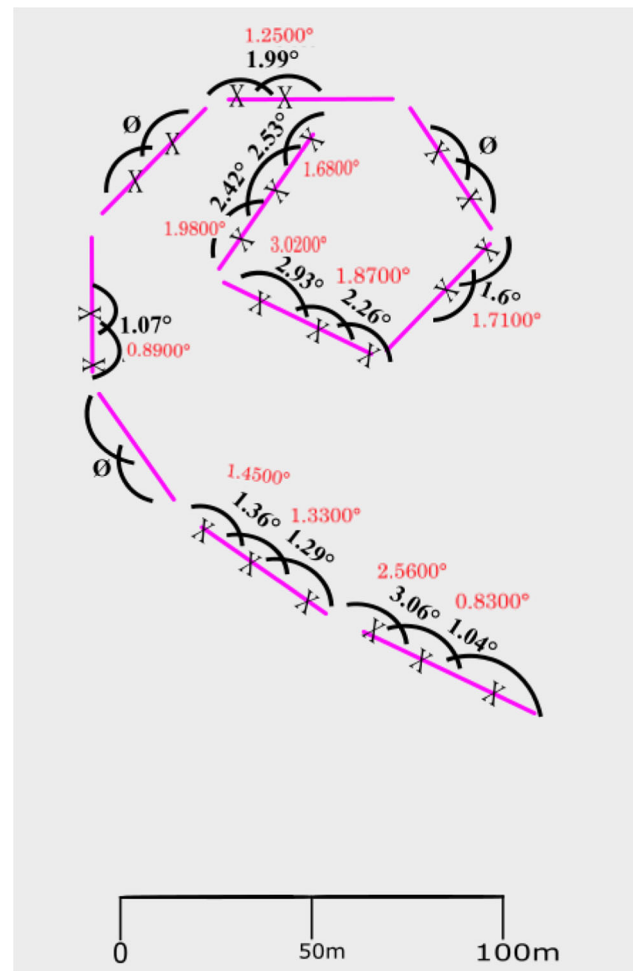 1.2500°
1.99°
Ø
X X
X X
2.53°
Ø
X
X
1.6800°
X
2.42°
X
X
1.9800°
X
3.0200°
X
2.93°
1.8700°
X
1.6°
X
2.26°
1.7100°
X
X
1.07°
0.8900°
X
X
Ø
1.4500°
1.36°
1.3300°
X
1.29°
X
2.5600°
X
3.06°
0.8300°
X
1.04°
X
X
0
50m
100m